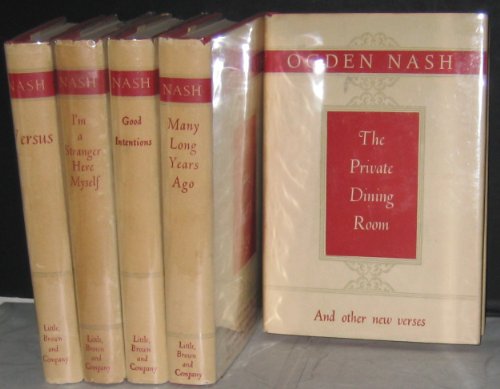 NASH
Versus
Little,
Brown
and
Company
NASH
I'm
a
Stranger
Here
Myself
Little,
Brown
and
Company
NASH
Good
Intentions
Little,
Brown
and
Company
NASH
Many
Long
Years
Ago
Little,
Brown
and
Company
OGDEN NASH
The
Private
Dining
Room
And other new verses